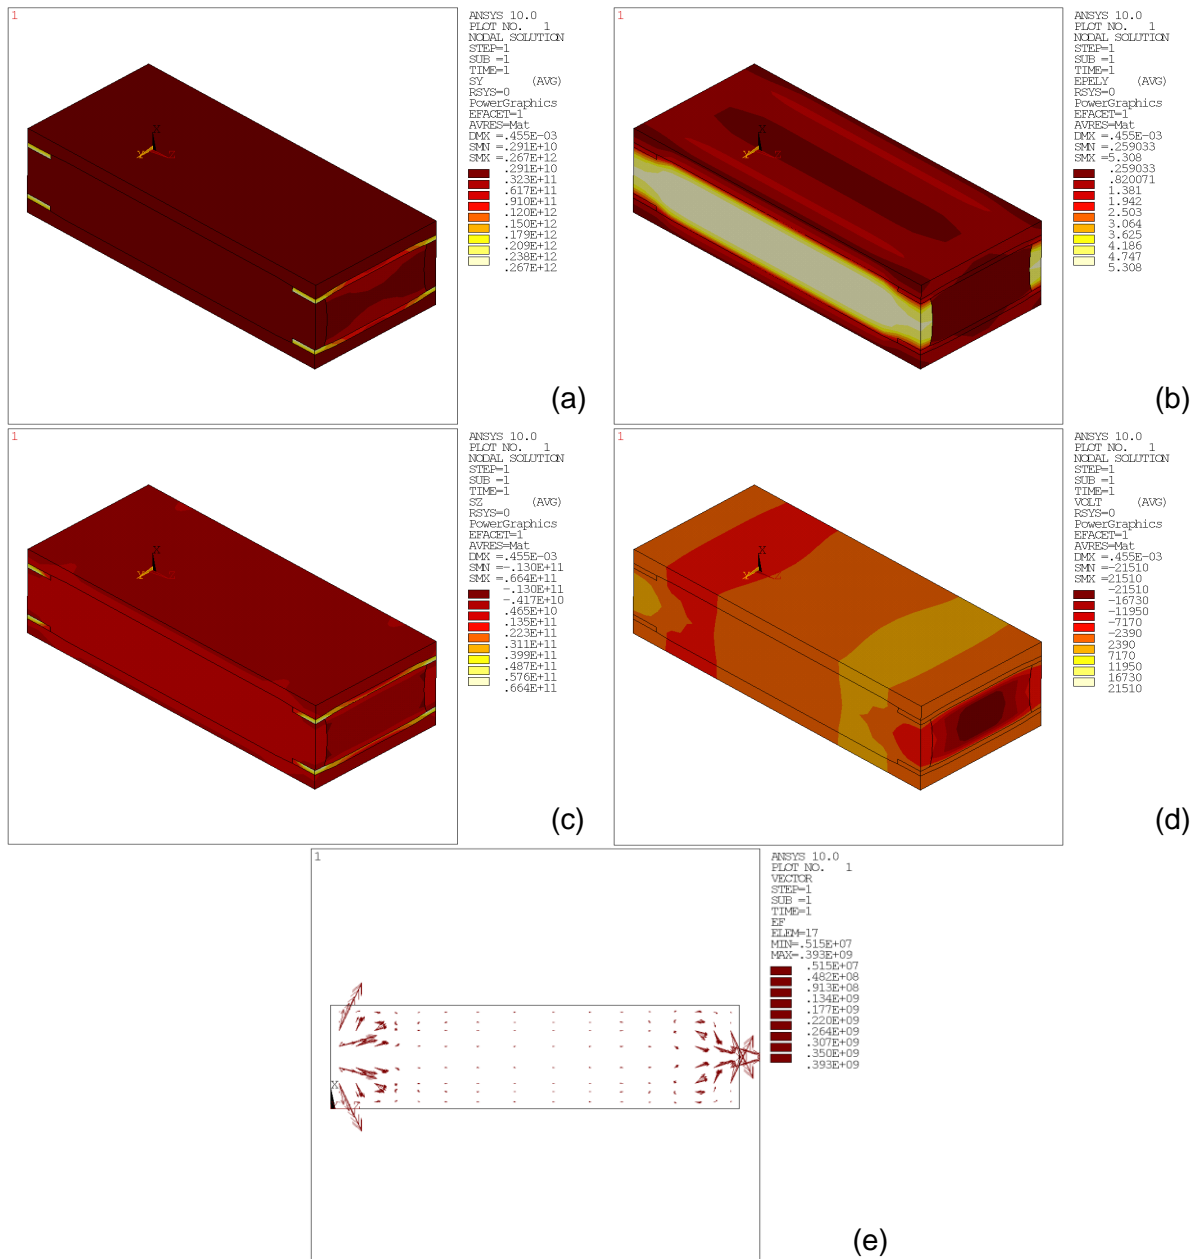 1
ANSYS 10.0
PLOT NO. 1
NODAL SOLUTION
STEP=1
SUB =1
TIME=1
SY (AVG)
RSYS=0
PowerGraphics
EFACET=1
AVRES=Mat
DMX =.455E-03
SMN =.291E+10
SMX =.267E+12
.291E+10
.323E+11
.617E+11
.910E+11
.120E+12
.150E+12
.179E+12
.209E+12
.238E+12
.267E+12
X
Y
Z
(a)
1
ANSYS 10.0
PLOT NO. 1
NODAL SOLUTION
STEP=1
SUB =1
TIME=1
EPELY (AVG)
RSYS=0
PowerGraphics
EFACET=1
AVRES=Mat
DMX =.455E-03
SMN =.259033
SMX =5.308
.259033
.820071
1.381
1.942
2.503
3.064
3.625
4.186
4.747
5.308
X
Y
Z
(b)
1
ANSYS 10.0
PLOT NO. 1
NODAL SOLUTION
STEP=1
SUB =1
TIME=1
SZ (AVG)
RSYS=0
PowerGraphics
EFACET=1
AVRES=Mat
DMX =.455E-03
SMN =-.130E+11
SMX =.664E+11
-.130E+11
-.417E+10
.465E+10
.135E+11
.223E+11
.311E+11
.399E+11
.487E+11
.576E+11
.664E+11
X
Y
Z
(c)
1
ANSYS 10.0
PLOT NO. 1
NODAL SOLUTION
STEP=1
SUB =1
TIME=1
VOLT (AVG)
RSYS=0
PowerGraphics
EFACET=1
AVRES=Mat
DMX =.455E-03
SMN =-21510
SMX =21510
-21510
-16730
-11950
-7170
-2390
2390
7170
11950
16730
21510
X
Y
Z
(d)
1
ANSYS 10.0
PLOT NO. 1
VECTOR
STEP=1
SUB =1
TIME=1
EF
ELEM=17
MIN=.515E+07
MAX=.393E+09
.515E+07
.482E+08
.913E+08
.134E+09
.177E+09
.220E+09
.264E+09
.307E+09
.350E+09
.393E+09
X
(e)